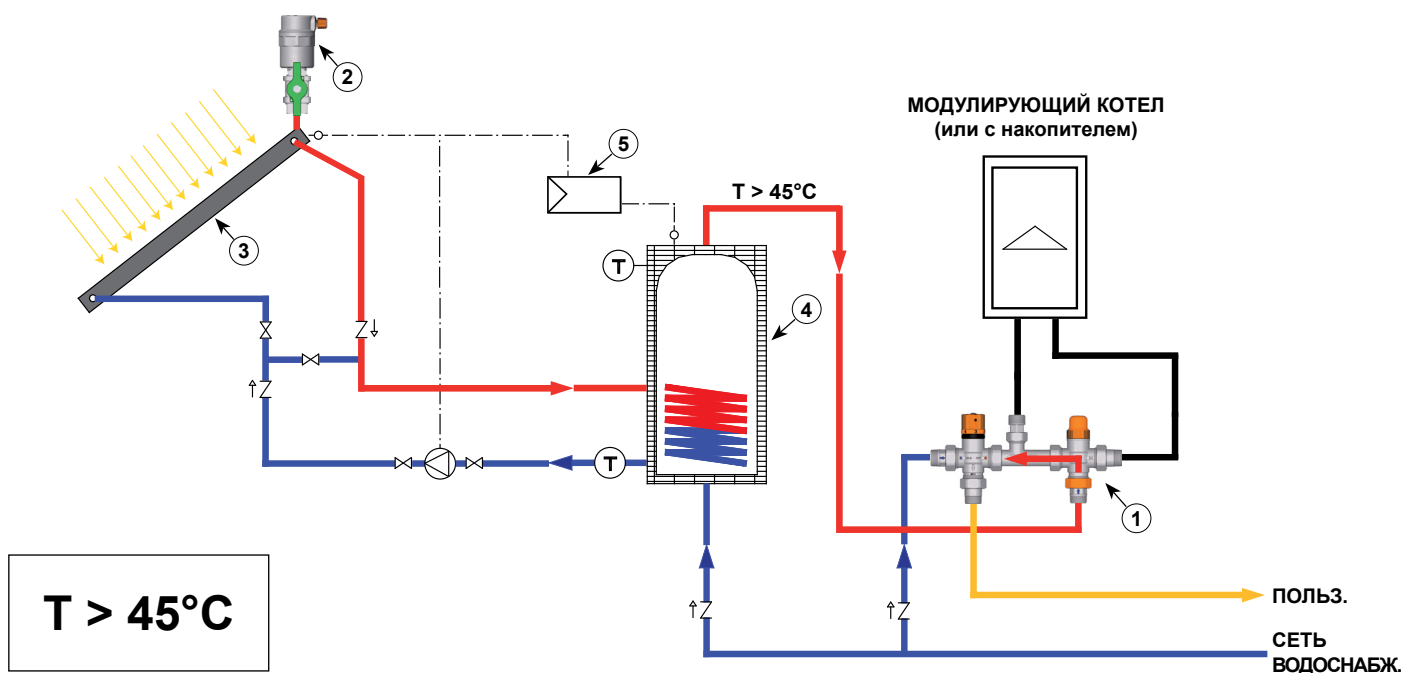 2
МОДУЛИРУЮЩИЙ КОТЕЛ
(или с накопителем)
5
T > 45°C
3
T
4
T
1
T > 45°C
ПОЛЬЗ.
СЕТЬ
ВОДОСНАБЖ.